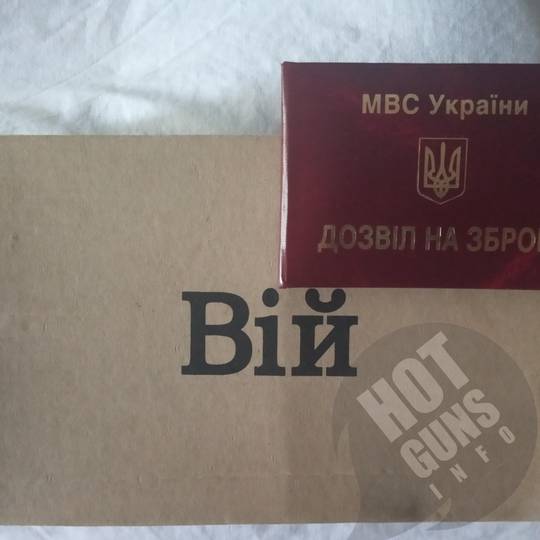 МВС України
ДОЗВІЛ НА ЗБРО
Вій
HOT
GUNS
INFO